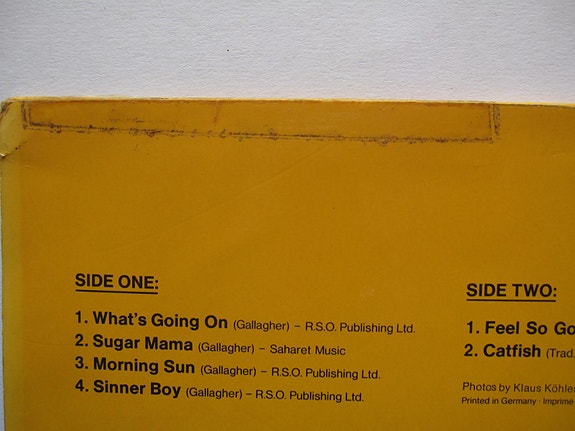 SIDE ONE:
1. What's Going On (Gallagher) – R.S.O. Publishing Ltd.
2. Sugar Mama (Gallagher) – Saharet Music
3. Morning Sun (Gallagher) – R.S.O. Publishing Ltd.
4. Sinner Boy (Gallagher) – R.S.O. Publishing Ltd.
SIDE TWO:
1. Feel So Go
2. Catfish (Trad.
Photos by Klaus Köhler
Printed in Germany · Imprimé